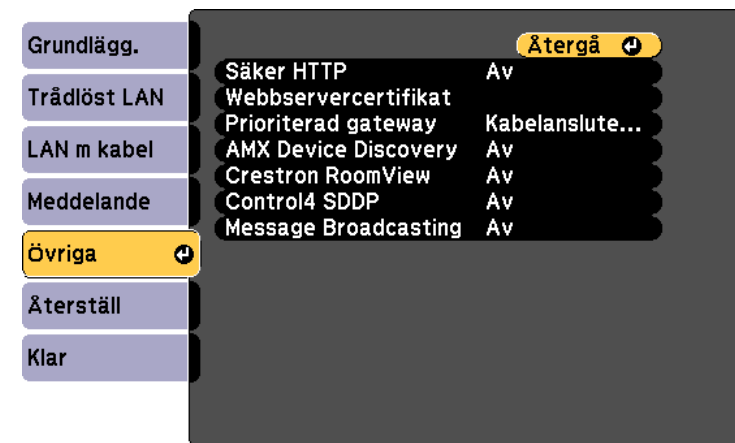 Grundlägg.
Trådlöst LAN
LAN m kabel
Meddelande
Övriga
Återställ
Klar
Återgå
Säker HTTP Av
Webbservercertifikat
Prioriterad gateway Kabelanslute...
AMX Device Discovery Av
Crestron RoomView Av
Control4 SDDP Av
Message Broadcasting Av